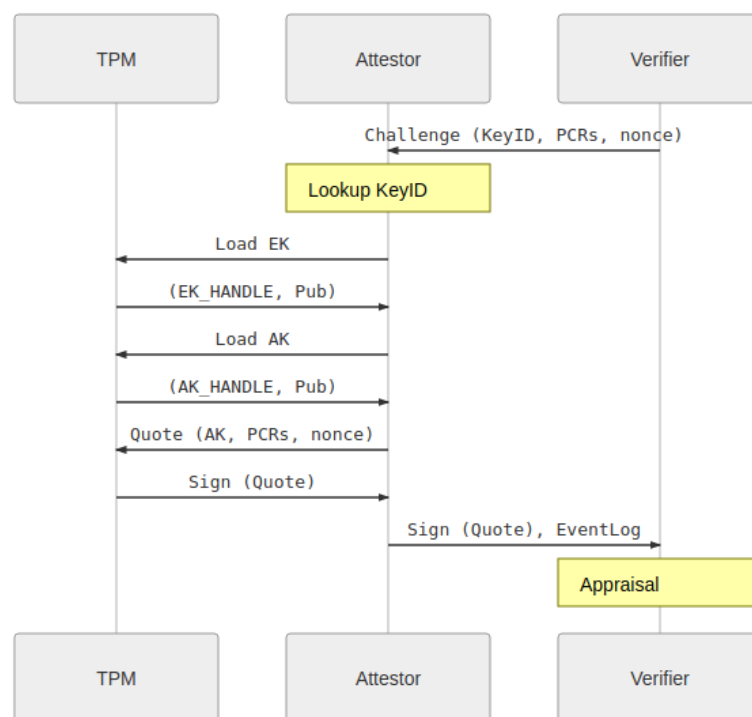 TPM
Attestor
Verifier
Challenge (KeyID, PCRs, nonce)
Lookup KeyID
Load EK
(EK_HANDLE, Pub)
Load AK
(AK_HANDLE, Pub)
Quote (AK, PCRs, nonce)
Sign (Quote)
Sign (Quote), EventLog
Appraisal
TPM
Attestor
Verifier